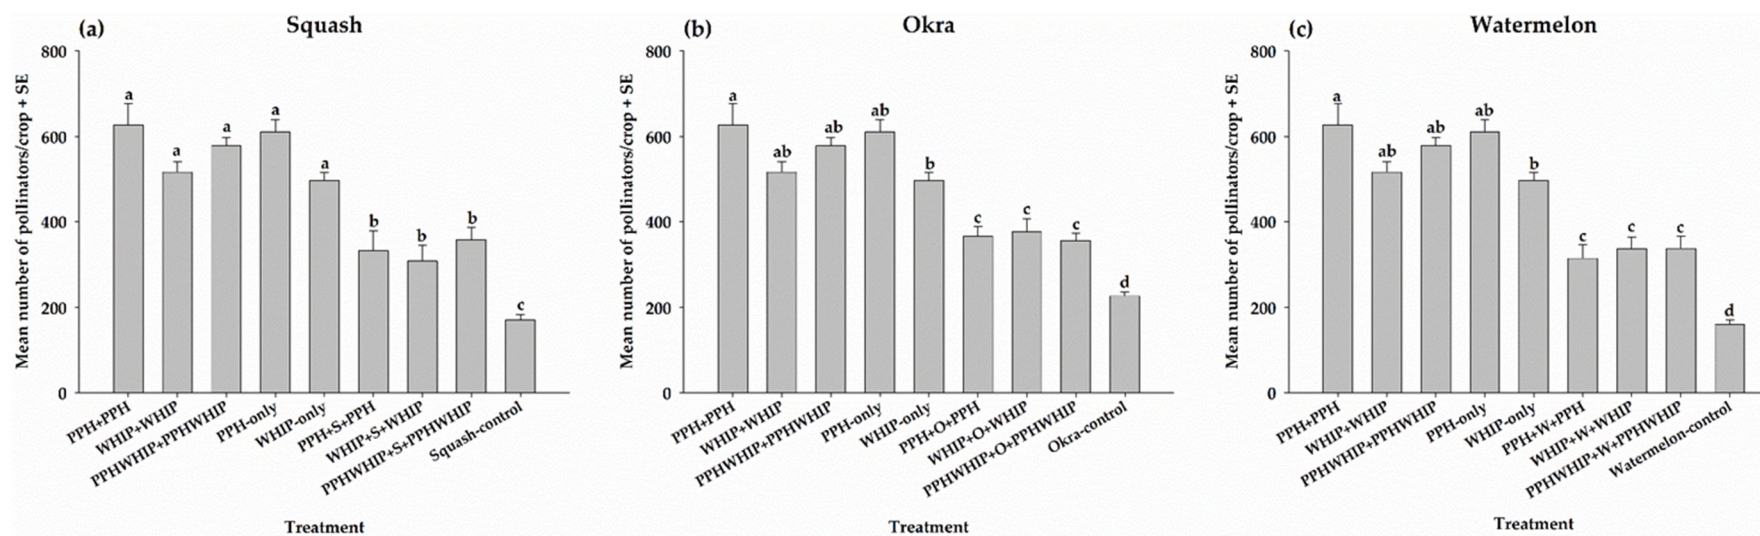 (a) Squash
Mean number of pollinators/crop + SE
800
600
400
200
0
a
a
a
a
a
b
b
b
c
PPH+PPH
WHIP+WHIP
PPHWHIP+PPHWHIP
PPH-only
WHIP-only
PPH+S+PPH
WHIP+S+WHIP
PPHWHIP+S+PPHWHIP
Squash-control
Treatment
(b) Okra
Mean number of pollinators/crop + SE
800
600
400
200
0
a
ab
ab
ab
b
c
c
c
d
PPH+PPH
WHIP+WHIP
PPHWHIP+PPHWHIP
PPH-only
WHIP-only
PPH+O+PPH
WHIP+O+WHIP
PPHWHIP+O+PPHWHIP
Okra-control
Treatment
(c) Watermelon
Mean number of pollinators/crop + SE
800
600
400
200
0
a
ab
ab
ab
b
c
c
c
d
PPH+PPH
WHIP+WHIP
PPHWHIP+PPHWHIP
PPH-only
WHIP-only
PPH+W+PPH
WHIP+W+WHIP
PPHWHIP+W+PPHWHIP
Watermelon-control
Treatment